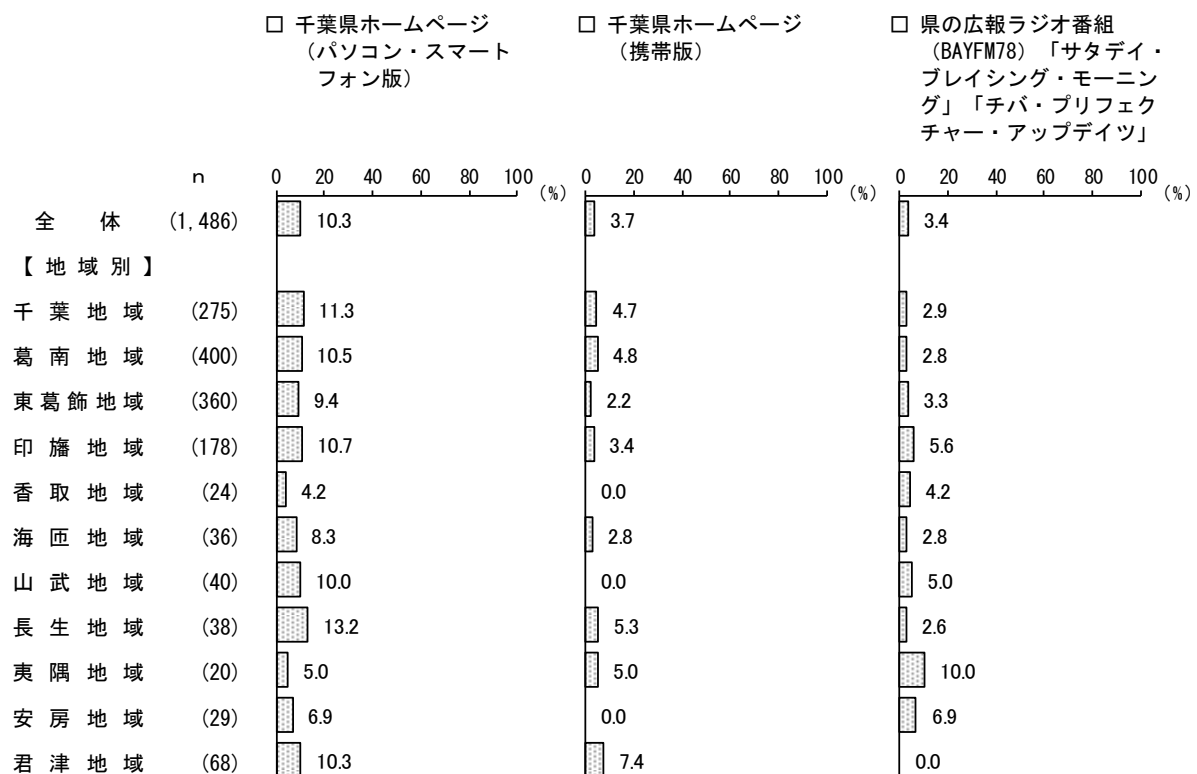 □ 千葉県ホームページ
（パソコン・スマート
フォン版）
□ 千葉県ホームページ
（携帯版）
□ 県の広報ラジオ番組
（BAYFM78）「サタデイ・
ブレイシング・モーニン
グ」「チバ・プリフェク
チャー・アップデイツ」
n 0 20 40 60 80 100 (%) 0 20 40 60 80 100 (%) 0 20 40 60 80 100 (%)
全体 (1,486) 10.3 3.7 3.4
【地域別】
千葉地域 (275) 11.3 4.7 2.9
葛南地域 (400) 10.5 4.8 2.8
東葛飾地域 (360) 9.4 2.2 3.3
印旛地域 (178) 10.7 3.4 5.6
香取地域 (24) 4.2 0.0 4.2
海匝地域 (36) 8.3 2.8 2.8
山武地域 (40) 10.0 0.0 5.0
長生地域 (38) 13.2 5.3 2.6
夷隅地域 (20) 5.0 5.0 10.0
安房地域 (29) 6.9 0.0 6.9
君津地域 (68) 10.3 7.4 0.0